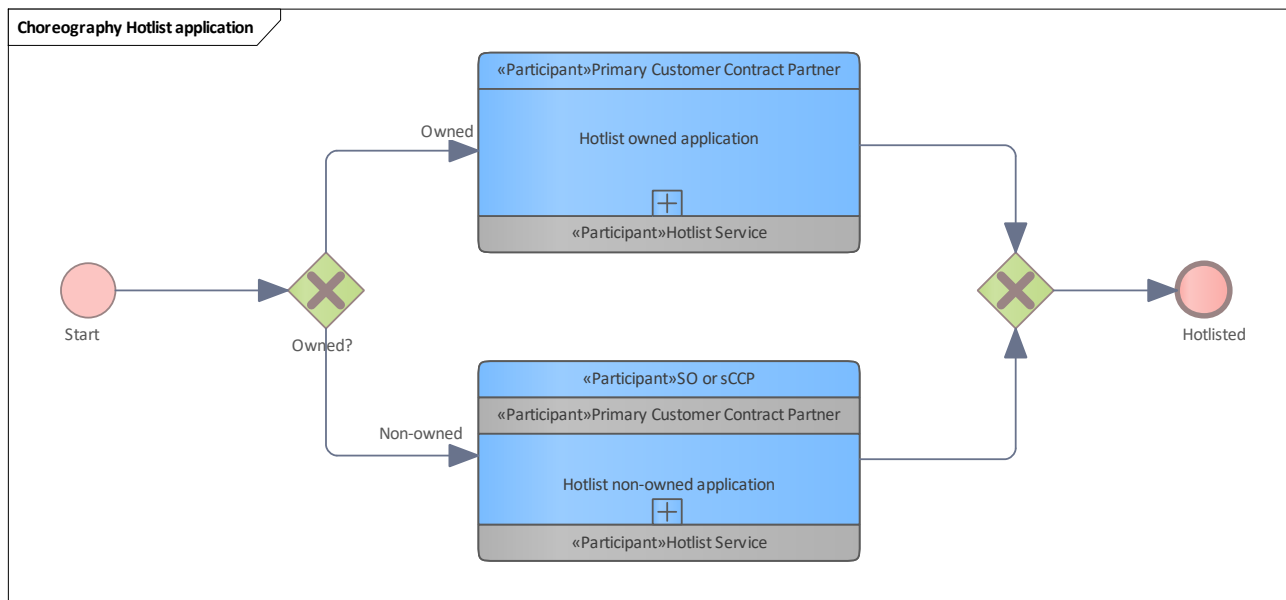 Choreography Hotlist application
«Participant»Primary Customer Contract Partner
Owned
Hotlist owned application
«Participant»Hotlist Service
Start
Owned?
Hotlisted
«Participant»SO or sCCP
«Participant»Primary Customer Contract Partner
Non-owned
Hotlist non-owned application
«Participant»Hotlist Service